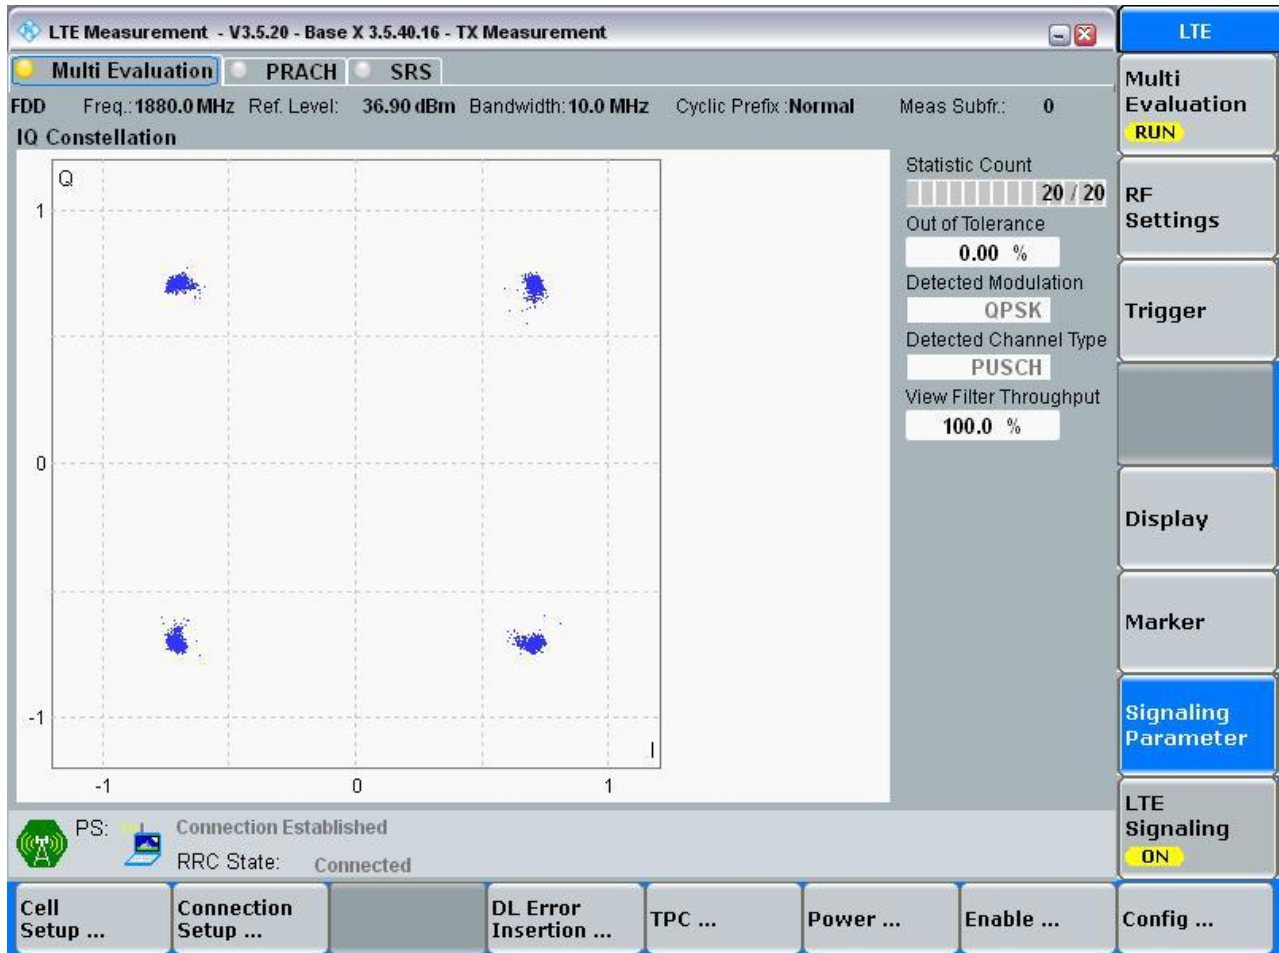 LTE Measurement - V3.5.20 - Base X 3.5.40.16 - TX Measurement
LTE
Multi Evaluation PRACH SRS
FDD Freq.: 1880.0 MHz Ref. Level: 36.90 dBm Bandwidth: 10.0 MHz Cyclic Prefix : Normal Meas Subfr.: 0
IQ Constellation
Q
1
0
-1
I
-1 0 1
Statistic Count
20 / 20
Out of Tolerance
0.00 %
Detected Modulation
QPSK
Detected Channel Type
PUSCH
View Filter Throughput
100.0 %
Multi
Evaluation
RUN
RF
Settings
Trigger
Display
Marker
Signaling
Parameter
LTE
Signaling
ON
PS: Connection Established
RRC State: Connected
Cell
Setup ...
Connection
Setup ...
DL Error
Insertion ...
TPC ...
Power ...
Enable ...
Config ...